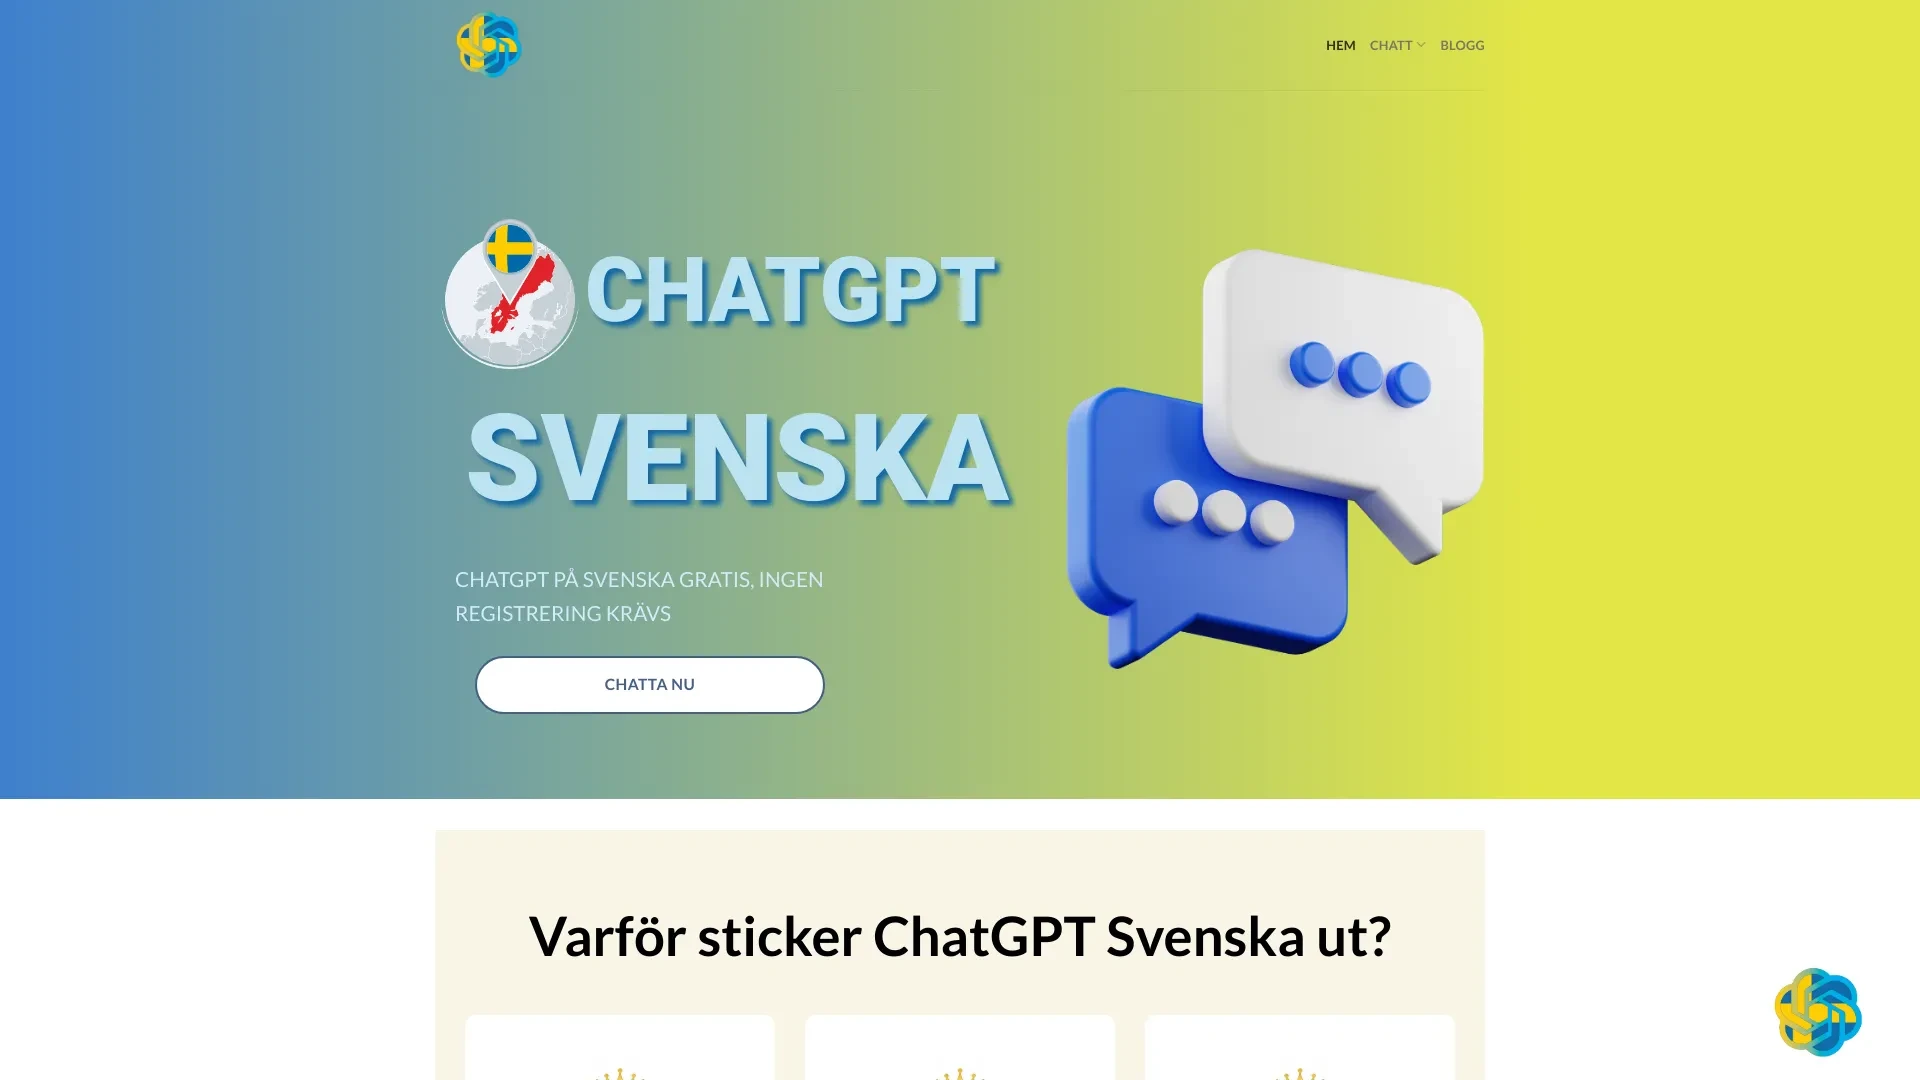 HEM CHATT BLOGG
CHATGPT
SVENSKA
CHATGPT PÅ SVENSKA GRATIS, INGEN
REGISTRERING KRÄVS
CHATTA NU
Varför sticker ChatGPT Svenska ut?